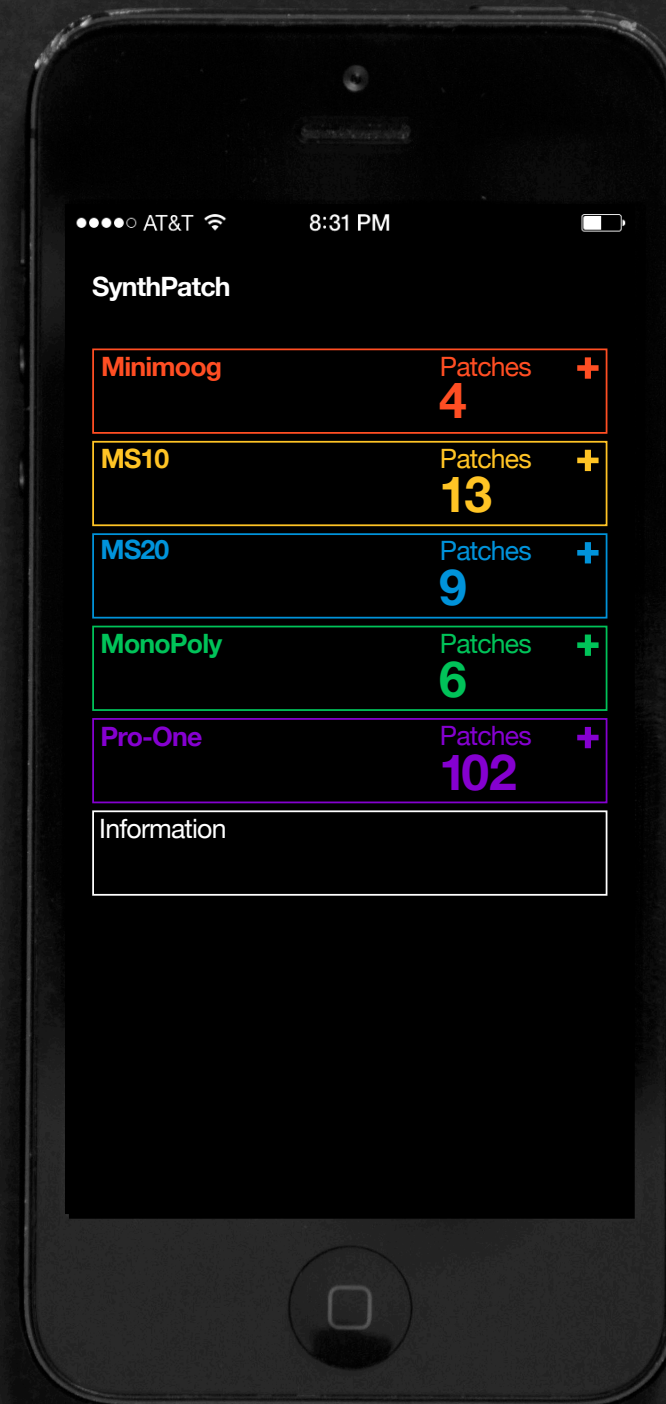 AT&T 8:31 PM
SynthPatch
Minimoog Patches +
4
MS10 Patches +
13
MS20 Patches +
9
MonoPoly Patches +
6
Pro-One Patches +
102
Information